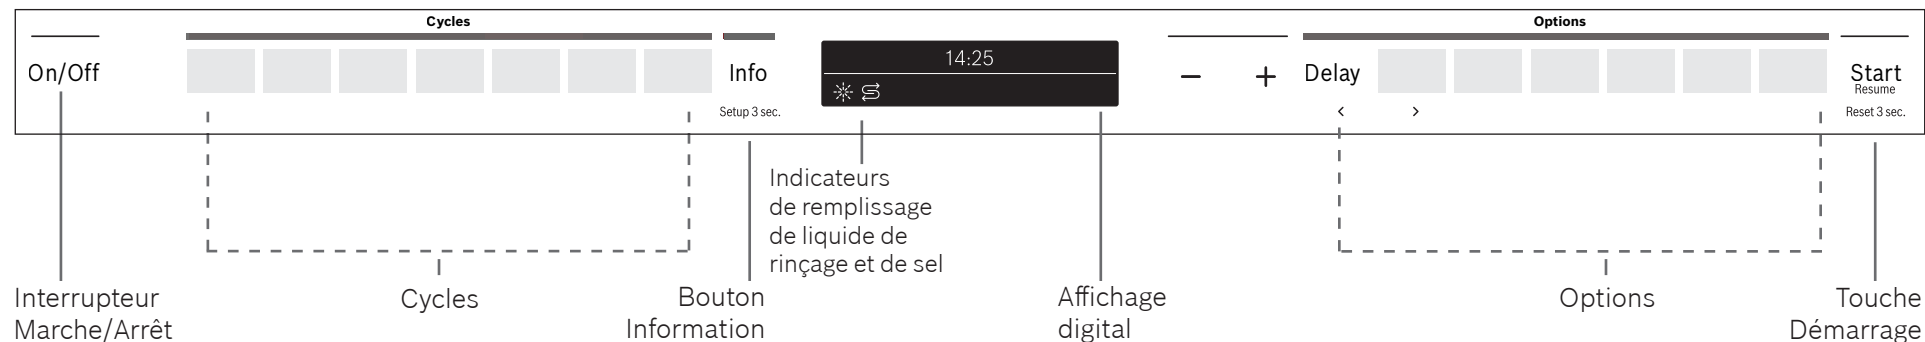 Cycles
Options
On/Off
Info
Setup 3 sec.
14:25
− +
Delay
< >
Start
Resume
Reset 3 sec.
Indicateurs
de remplissage
de liquide de
rinçage et de sel
Interrupteur
Marche/Arrêt
Cycles
Bouton
Information
Affichage
digital
Options
Touche
Démarrage